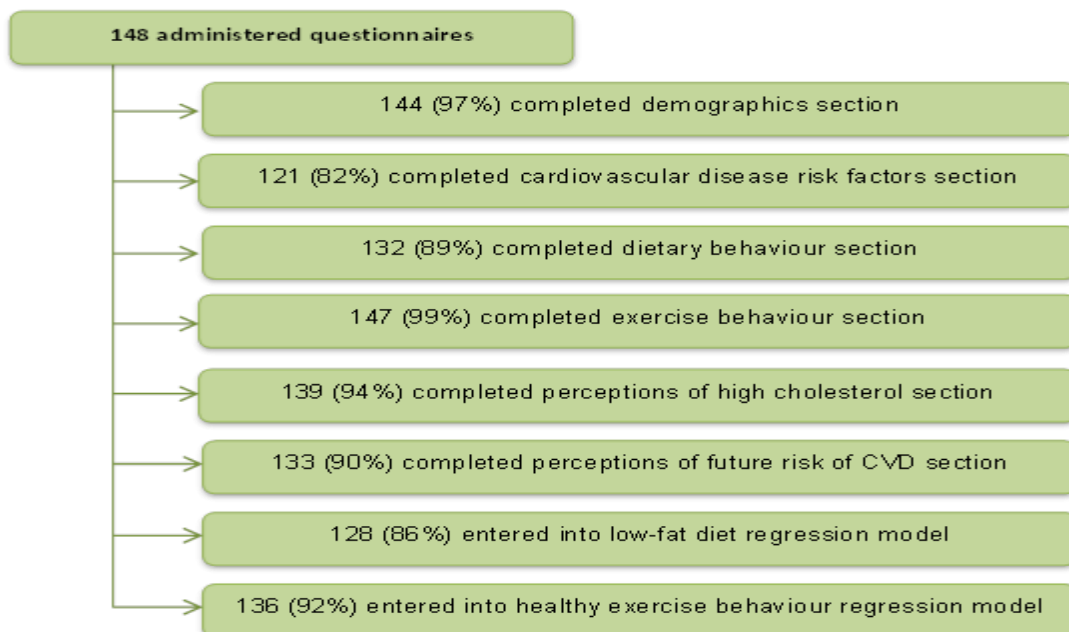 148 administered questionnaires
144 (97%) completed demographics section
121 (82%) completed cardiovascular disease risk factors section
132 (89%) completed dietary behaviour section
147 (99%) completed exercise behaviour section
139 (94%) completed perceptions of high cholesterol section
133 (90%) completed perceptions of future risk of CVD section
128 (86%) entered into low-fat diet regression model
136 (92%) entered into healthy exercise behaviour regression model